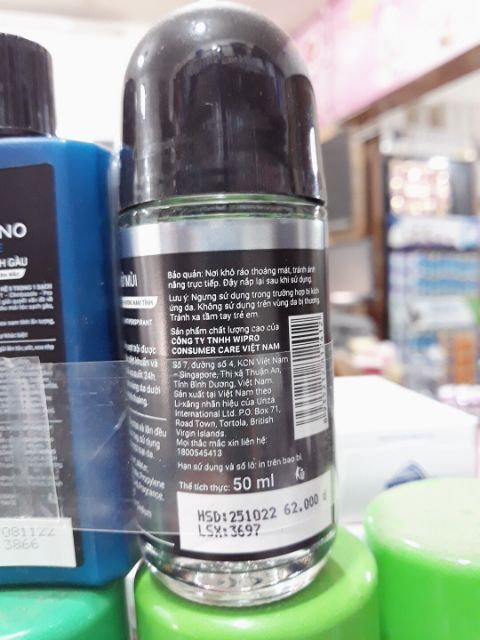 NO
H GẦU
Ử MÙI
Bảo quản: Nơi khô ráo thoáng mát, tránh ánh
nắng trực tiếp. Đậy nắp lại sau khi sử dụng.
Lưu ý: Ngưng sử dụng trong trường hợp bị kích
ứng da. Không sử dụng trên vùng da bị thương.
Tránh xa tầm tay trẻ em.
Sản phẩm chất lượng cao của
CÔNG TY TNHH WIPRO
CONSUMER CARE VIỆT NAM
Số 7, đường số 4, KCN Việt Nam
– Singapore, Thị xã Thuận An,
Tỉnh Bình Dương, Việt Nam.
Sản xuất tại Việt Nam theo
Li-xăng nhãn hiệu của Unza
International Ltd. P.O. Box 71,
Road Town, Tortola, British
Virgin Islands.
Mọi thắc mắc xin liên hệ:
1800545413
Hạn sử dụng và số lô: in trên bao bì.
Thể tích thực: 50 ml
HSD:251022 62.000 đ
LSX:3697
081122
3866